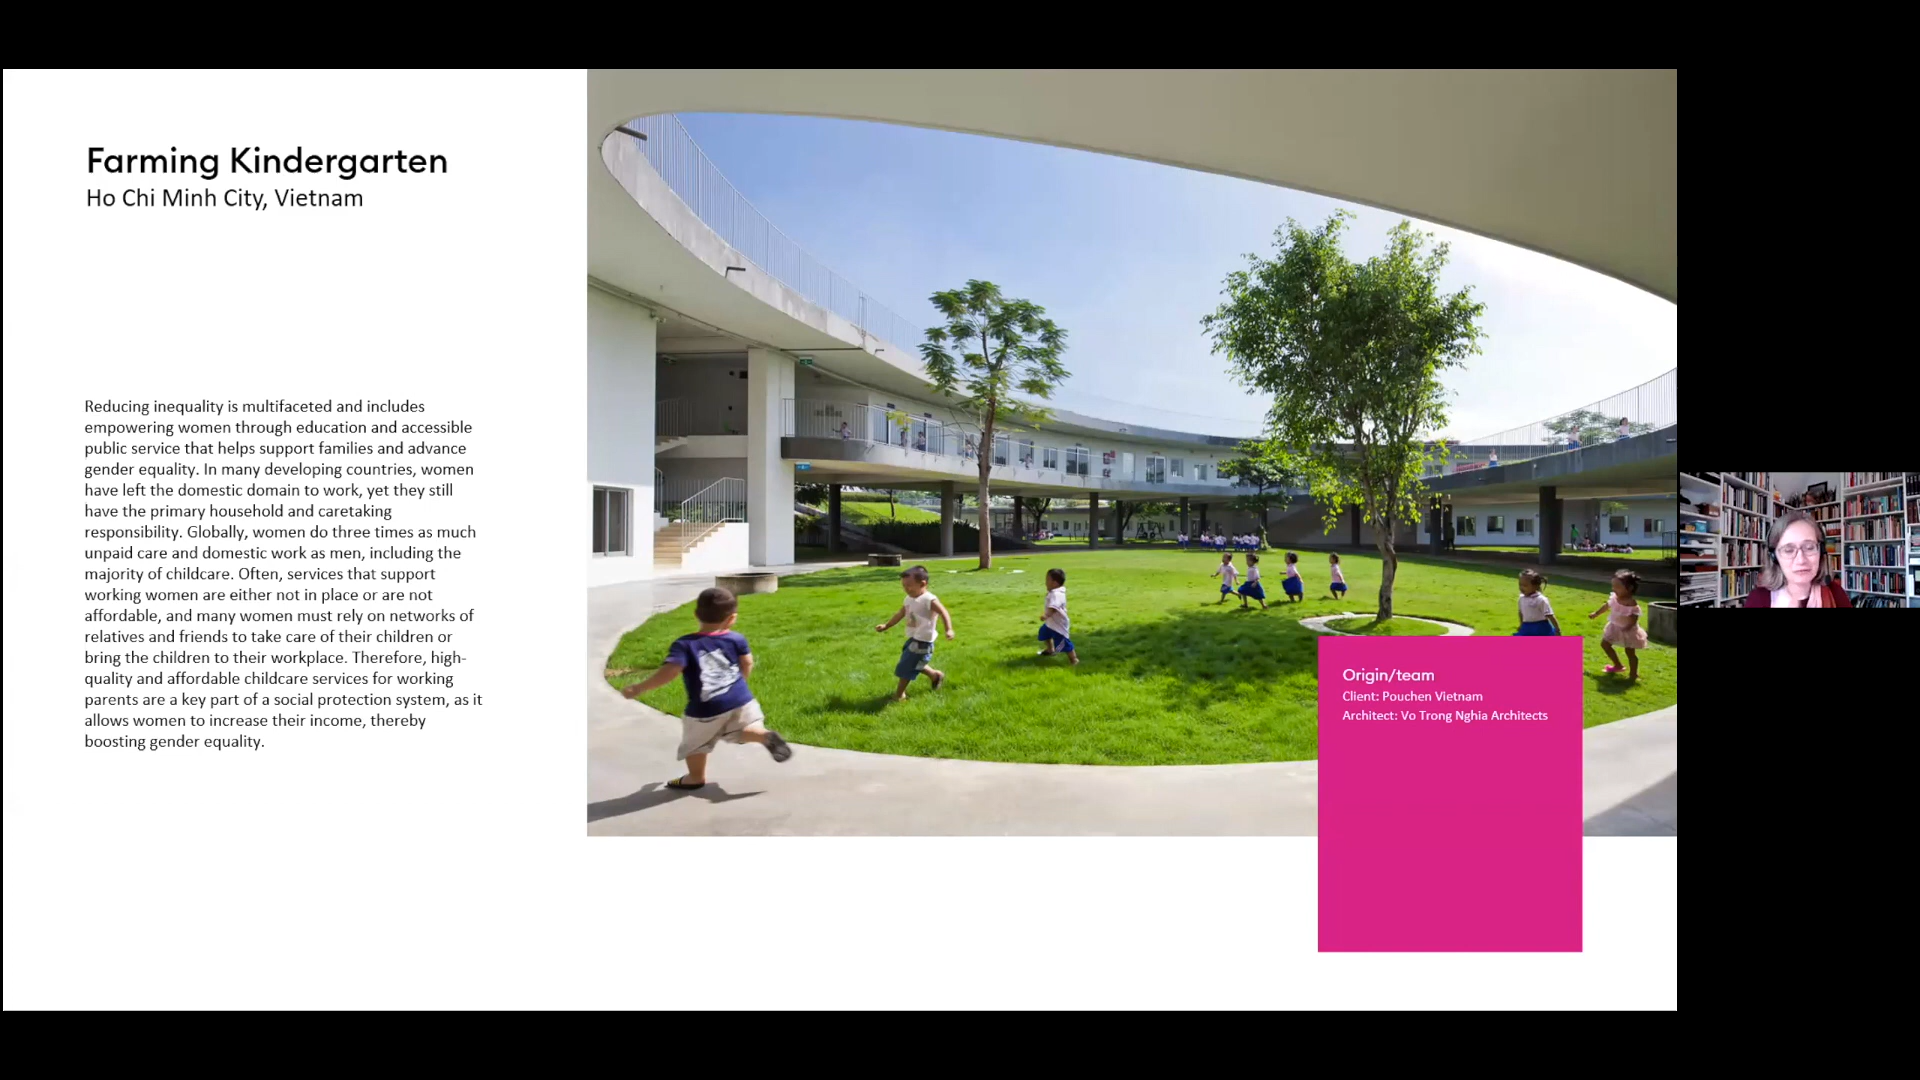 Farming Kindergarten
Ho Chi Minh City, Vietnam
Reducing inequality is multifaceted and includes
empowering women through education and accessible
public service that helps support families and advance
gender equality. In many developing countries, women
have left the domestic domain to work, yet they still
have the primary household and caretaking
responsibility. Globally, women do three times as much
unpaid care and domestic work as men, including the
majority of childcare. Often, services that support
working women are either not in place or are not
affordable, and many women must rely on networks of
relatives and friends to take care of their children or
bring the children to their workplace. Therefore, high-
quality and affordable childcare services for working
parents are a key part of a social protection system, as it
allows women to increase their income, thereby
boosting gender equality.
Origin/team
Client: Pouchen Vietnam
Architect: Vo Trong Nghia Architects